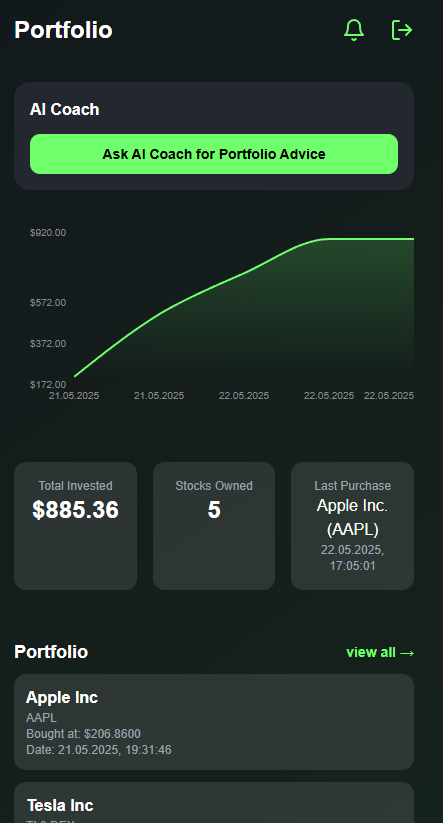 Portfolio
AI Coach
Ask AI Coach for Portfolio Advice
$920.00
$572.00
$372.00
$172.00
21.05.2025 21.05.2025 22.05.2025 22.05.2025 22.05.2025
Total Invested
$885.36
Stocks Owned
5
Last Purchase
Apple Inc.
(AAPL)
22.05.2025,
17:05:01
Portfolio
view all →
Apple Inc
AAPL
Bought at: $206.8600
Date: 21.05.2025, 19:31:46
Tesla Inc